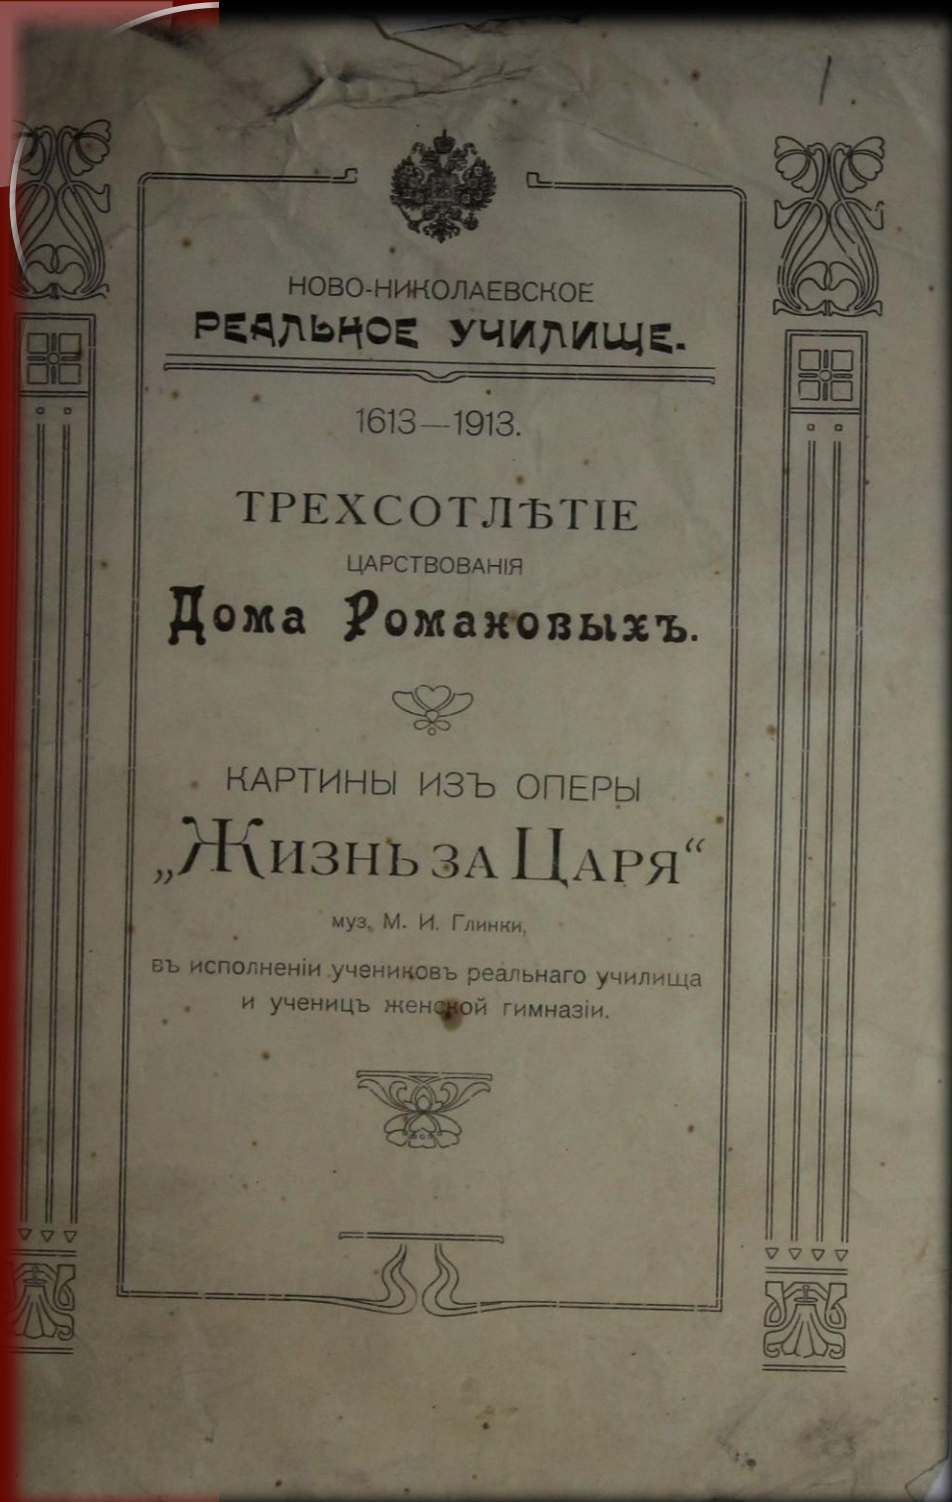 НОВО-НИКОЛАЕВСКОЕ
РЕАЛЬНОЕ УЧИЛИЩЕ.
1613—1913.
ТРЕХСОТЛѢТІЕ
ЦАРСТВОВАНІЯ
Дома Романовыхъ.
КАРТИНЫ ИЗЪ ОПЕРЫ
„ЖИЗНЬ ЗА ЦАРЯ“
муз. М. И. Глинки,
въ исполненіи учениковъ реальнаго училища
и ученицъ женской гимназіи.